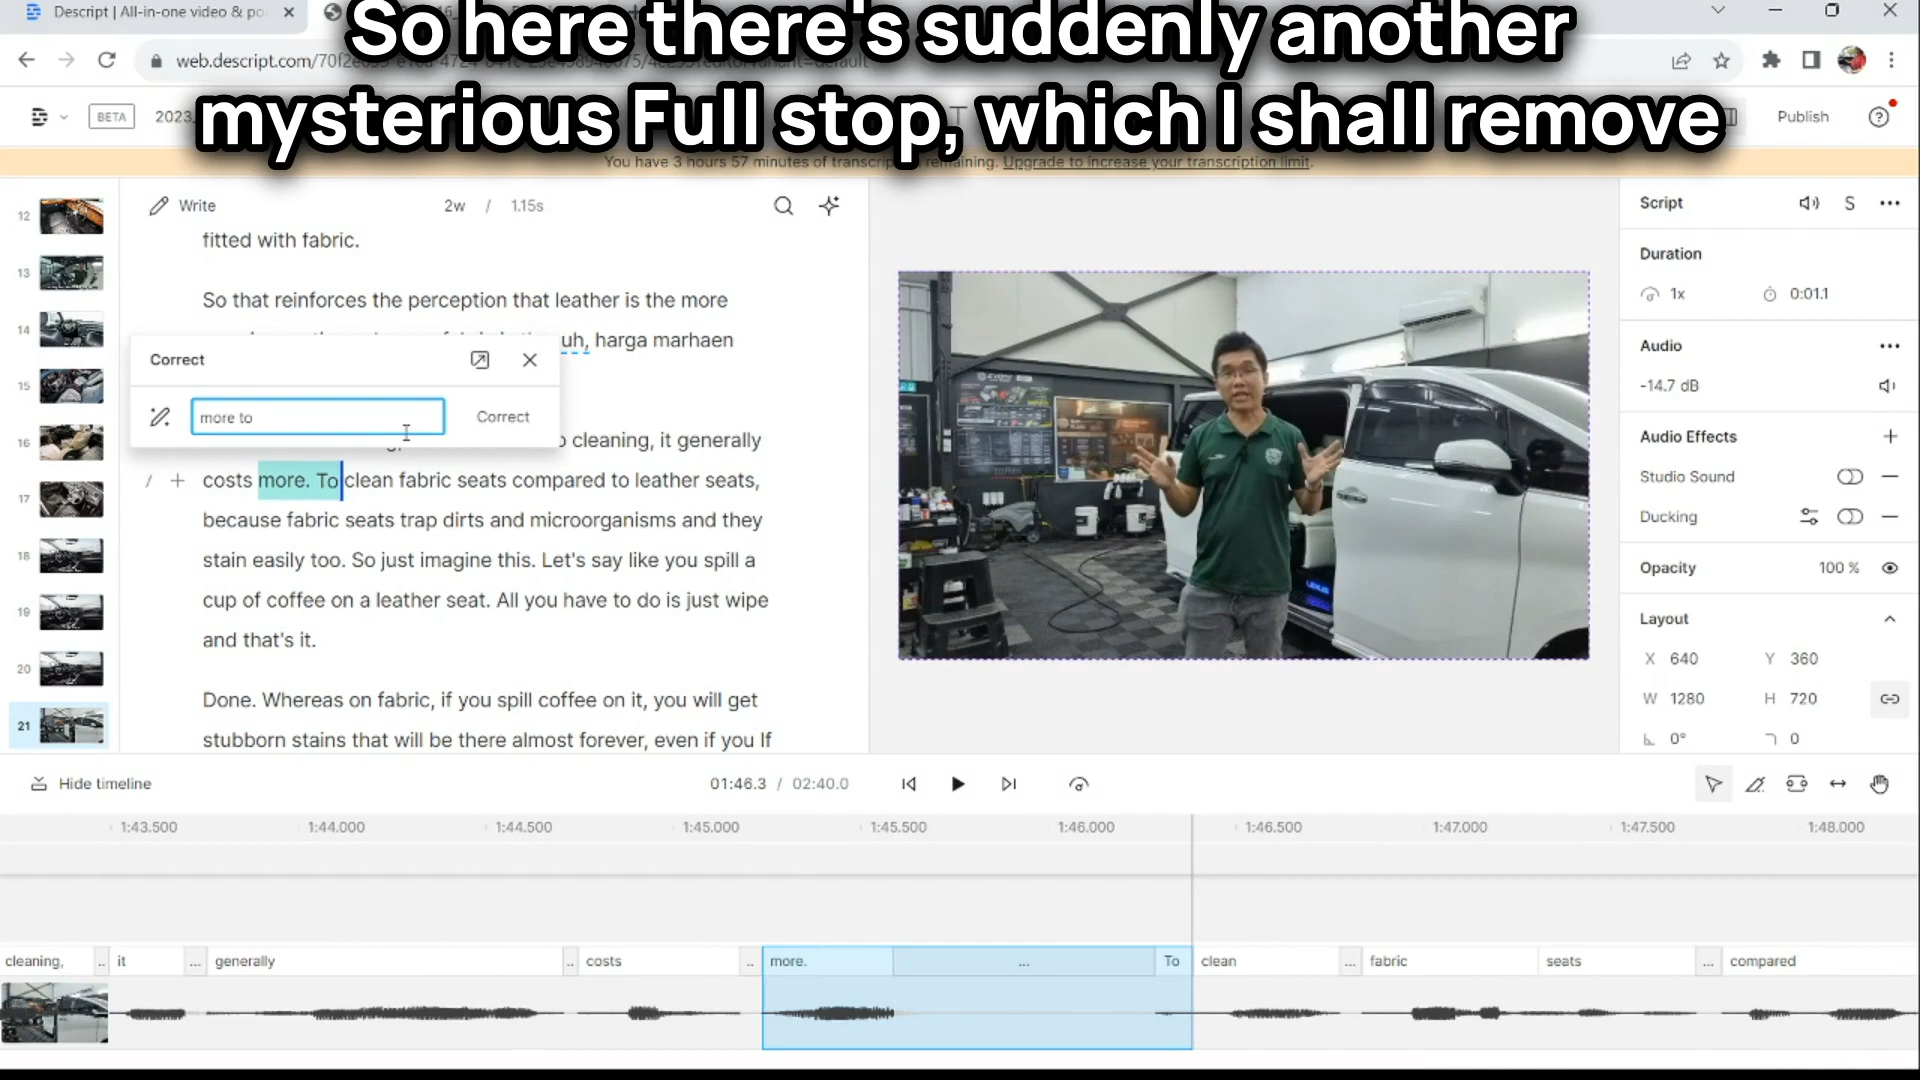 Descript | All-in-one video & po
So here there's suddenly another
mysterious Full stop, which I shall remove
web.descript.com/70f2e
BETA
2023
Publish
You have 3 hours 57 minutes of transcrip remaining. Upgrade to increase your transcription limit.
Write
2w / 1.15s
fitted with fabric.
So that reinforces the perception that leather is the more
uh, harga marhaen
Correct
more to
Correct
cleaning, it generally
costs more. To clean fabric seats compared to leather seats,
because fabric seats trap dirts and microorganisms and they
stain easily too. So just imagine this. Let's say like you spill a
cup of coffee on a leather seat. All you have to do is just wipe
and that's it.
Done. Whereas on fabric, if you spill coffee on it, you will get
stubborn stains that will be there almost forever, even if you If
12
13
14
15
16
17
18
19
20
21
Script
S
Duration
1x
0:01.1
Audio
-14.7 dB
Audio Effects
Studio Sound
Ducking
Opacity
100 %
Layout
X 640
Y 360
W 1280
H 720
0°
0
LEXUS
Hide timeline
01:46.3 / 02:40.0
1:43.500
1:44.000
1:44.500
1:45.000
1:45.500
1:46.000
1:46.500
1:47.000
1:47.500
1:48.000
cleaning,
..
it
...
generally
..
costs
..
more.
...
To
clean
...
fabric
seats
...
compared